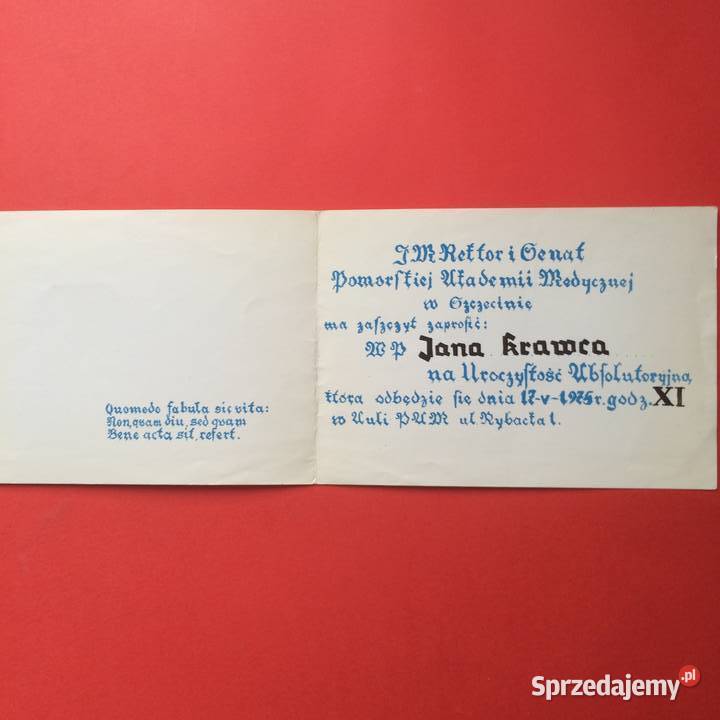 Quomodo fabula sic vita:
Non, quam diu, sed quam
Bene acta sit, refert.
JM Rektor i Senat
Pomorskiej Akademii Medycznej
w Szczecinie
ma zaszczyt zaprosić:
WP Jana Krawca
na Uroczystość Absolutoryjną
która odbędzie się dnia 17-V-1975r. godz. XI
w Auli PAM ul. Rybacka 1.
Sprzedajemy.pl